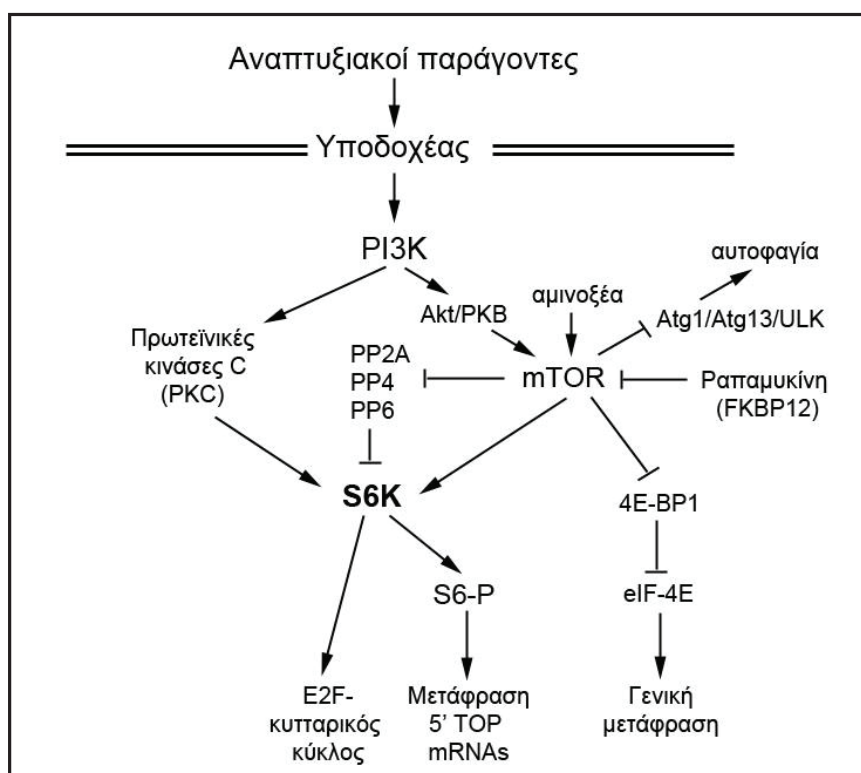 Αναπτυξιακοί παράγοντες
Υποδοχέας
PI3K
αυτοφαγία
αμινοξέα
Akt/PKB
Atg1/Atg13/ULK
Πρωτεϊνικές
κινάσες C
(PKC)
PP2A
PP4
PP6
mTOR
Ραπαμυκίνη
(FKBP12)
S6K
4E-BP1
S6-P
eIF-4E
E2F-
κυτταρικός
κύκλος
Μετάφραση
5’ TOP
mRNAs
Γενική
μετάφραση